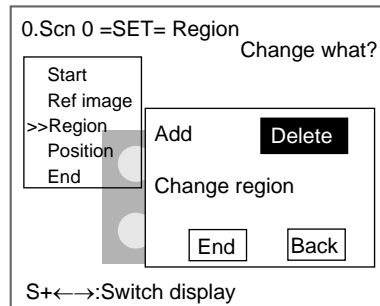 0.Scn 0 =SET= Region
Change what?
Start
Ref image
>>Region
Position
End
Add Delete
Change region
End Back
S+←→:Switch display